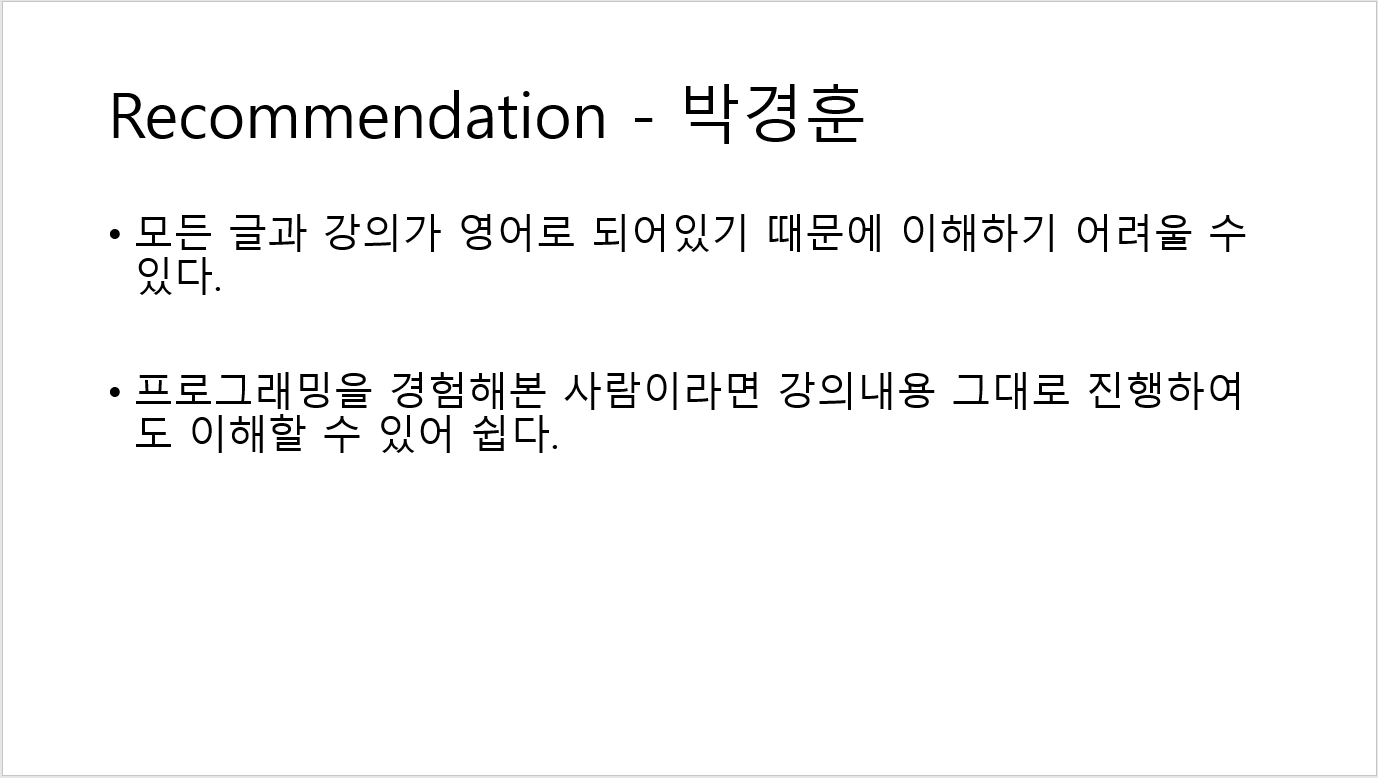 Recommendation - 박경훈
• 모든 글과 강의가 영어로 되어있기 때문에 이해하기 어려울 수
있다.
• 프로그래밍을 경험해본 사람이라면 강의내용 그대로 진행하여
도 이해할 수 있어 쉽다.